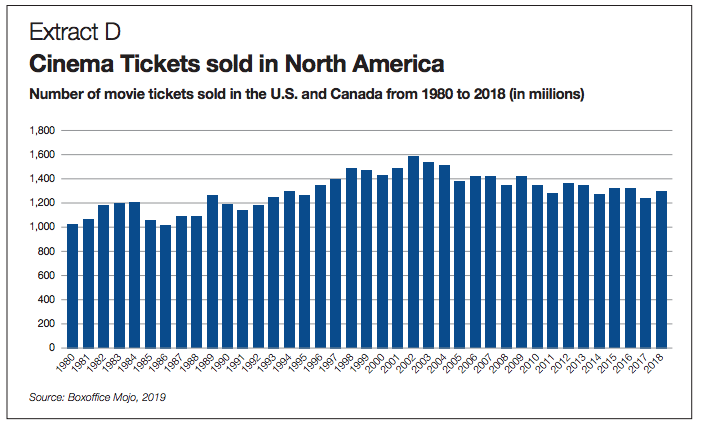 Extract D
Cinema Tickets sold in North America
Number of movie tickets sold in the U.S. and Canada from 1980 to 2018 (in miilions)
1,800
1,600
1,400
1,200
1,000
800
600
400
200
0
1980 1981 1982 1983 1984 1985 1986 1987 1988 1989 1990 1991 1992 1993 1994 1995 1996 1997 1998 1999 2000 2001 2002 2003 2004 2005 2006 2007 2008 2009 2010 2011 2012 2013 2014 2015 2016 2017 2018
Source: Boxoffice Mojo, 2019